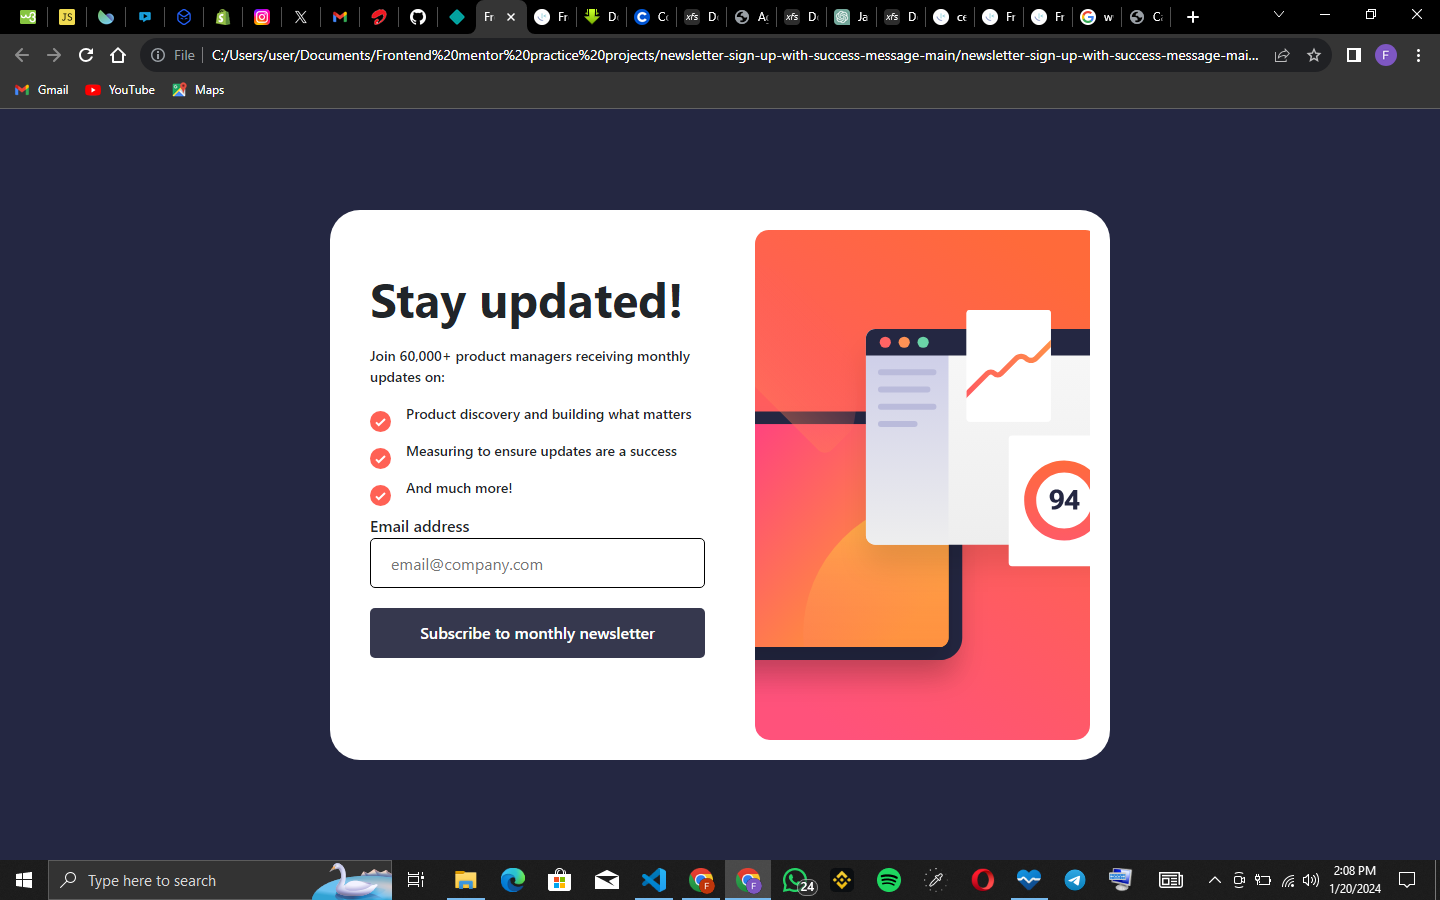 Fr
Fr
D
C
D
A
D
Ja
D
ce
Fr
Fr
w
C
File
C:/Users/user/Documents/Frontend%20mentor%20practice%20projects/newsletter-sign-up-with-success-message-main/newsletter-sign-up-with-success-message-mai...
F
Gmail
YouTube
Maps
Stay updated!
Join 60,000+ product managers receiving monthly
updates on:
Product discovery and building what matters
Measuring to ensure updates are a success
And much more!
Email address
email@company.com
Subscribe to monthly newsletter
94
Type here to search
24
2:08 PM
1/20/2024